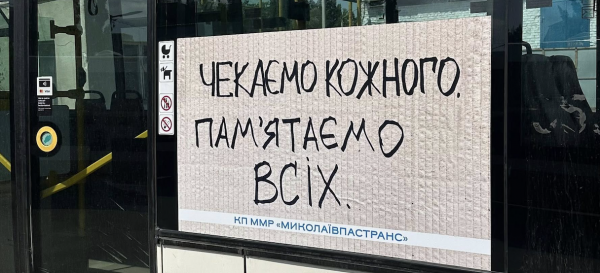 ЧЕКАЄМО КОЖНОГО.
ПАМ'ЯТАЄМО
ВСІХ.
КП ММР «МИКОЛАЇВПАСТРАНС»